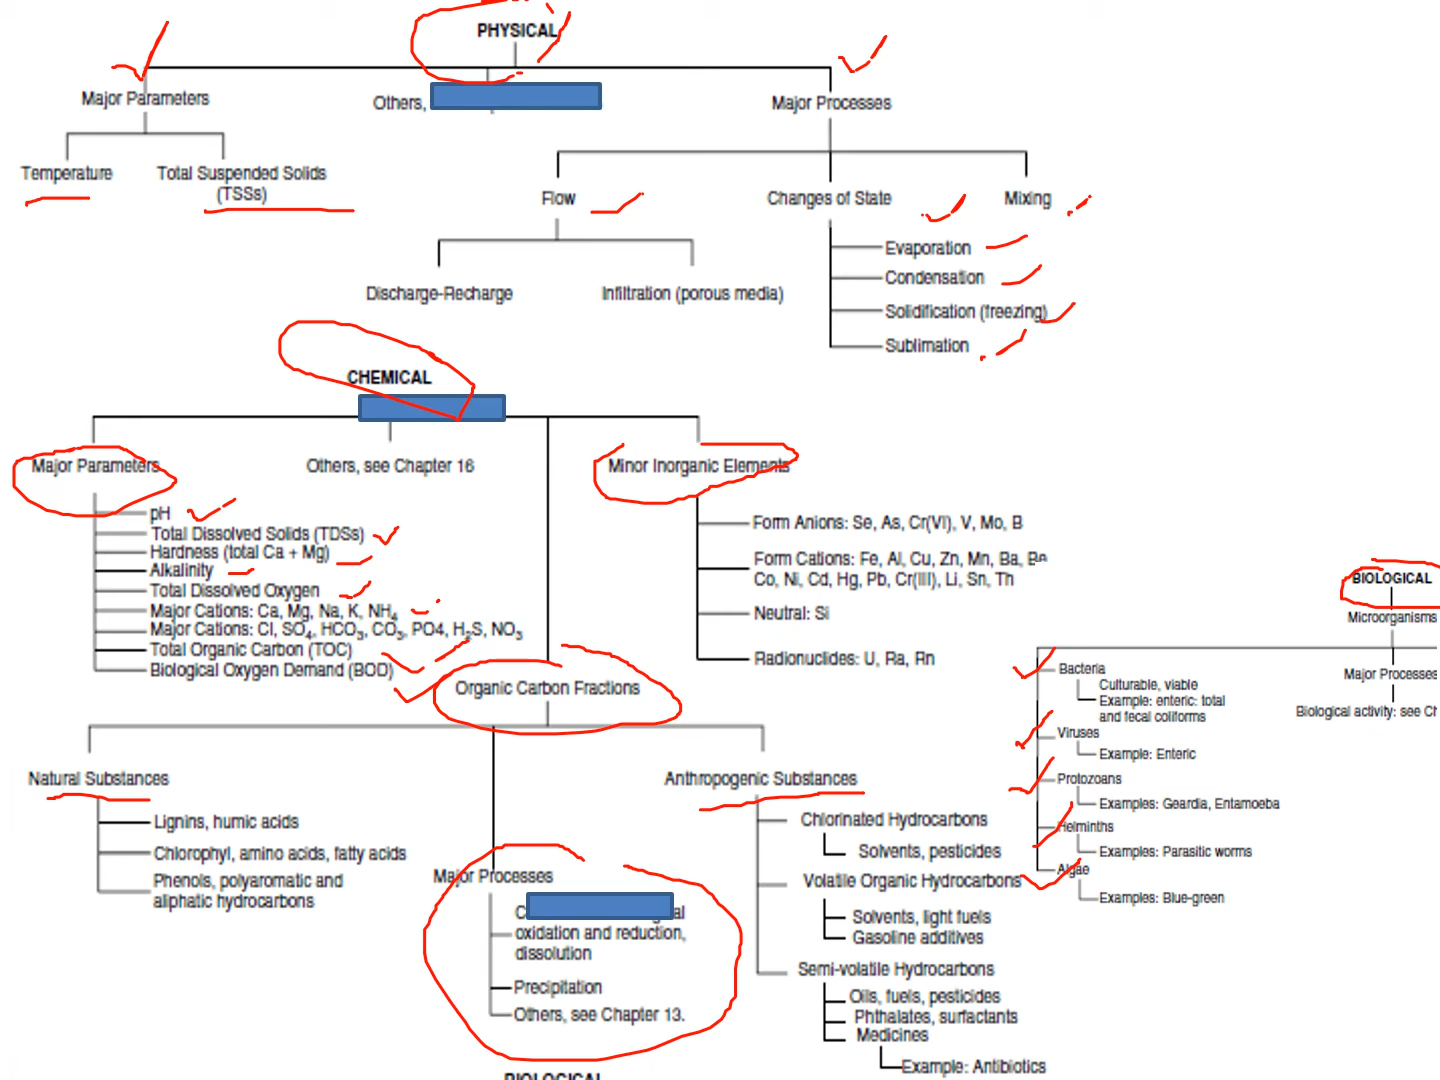 PHYSICAL
Major Parameters
Others,
Major Processes
Temperature
Total Suspended Solids
(TSSs)
Flow
Changes of State
Mixing
Evaporation
Condensation
Solidification (freezing)
Sublimation
Discharge-Recharge
Infiltration (porous media)
CHEMICAL
Major Parameters
Others, see Chapter 16
Minor Inorganic Elements
pH
Total Dissolved Solids (TDSs)
Hardness (total Ca + Mg)
Alkalinity
Total Dissolved Oxygen
Major Cations: Ca, Mg, Na, K, NH4
Major Cations: Cl, SO4, HCO3, CO3, PO4, H2S, NO3
Total Organic Carbon (TOC)
Biological Oxygen Demand (BOD)
Form Anions: Se, As, Cr(VI), V, Mo, B
Form Cations: Fe, Al, Cu, Zn, Mn, Ba,
Co, Ni, Cd, Hg, Pb, Cr(III), Li, Sn, Th
Neutral: Si
Radionuclides: U, Ra, Rn
Organic Carbon Fractions
Natural Substances
Lignins, humic acids
Chlorophyl, amino acids, fatty acids
Phenols, polyaromatic and
aliphatic hydrocarbons
Major Processes
oxidation and reduction,
dissolution
Precipitation
Others, see Chapter 13.
Anthropogenic Substances
Chlorinated Hydrocarbons
Solvents, pesticides
Volatile Organic Hydrocarbons
Solvents, light fuels
Gasoline additives
Semi-volatile Hydrocarbons
Oils, fuels, pesticides
Phthalates, surfactants
Medicines
Example: Antibiotics
BIOLOGICAL
Microorganisms
Bacteria
Culturable, viable
Example: enteric: total
and fecal coliforms
Viruses
Example: Enteric
Protozoans
Examples: Geardia, Entamoeba
Helminths
Examples: Parasitic worms
Algae
Examples: Blue-green
Major Processes
Biological activity: see
BIOLOGICAL